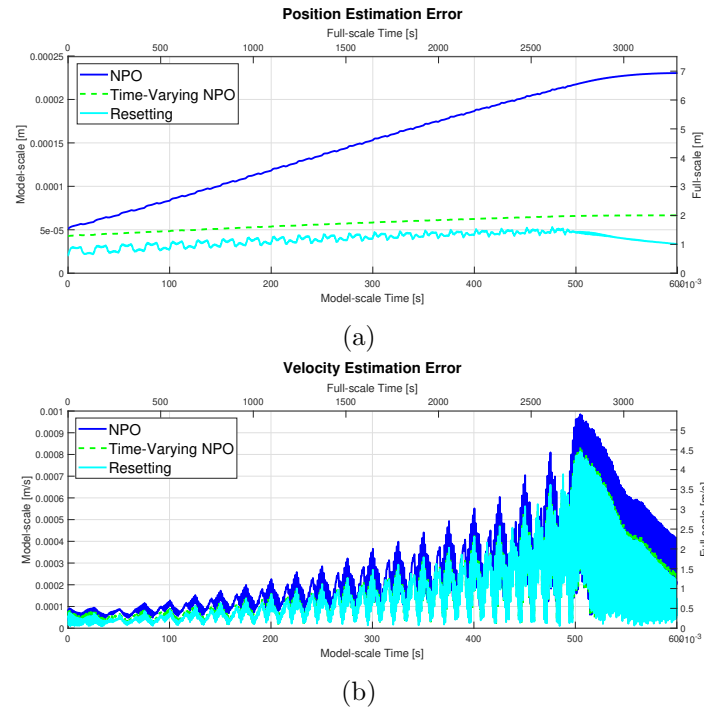 Position Estimation Error
Full-scale Time [s]
0 500 1000 1500 2000 2500 3000
0.00025
0.0002
0.00015
0.0001
5e-05
0
Model-scale [m]
NPO
Time-Varying NPO
Resetting
7
6
5
4
3
2
1
0
Full-scale [m]
0 100 200 300 400 500 600
×10⁻³
Model-scale Time [s]
(a)
Velocity Estimation Error
Full-scale Time [s]
0 500 1000 1500 2000 2500 3000
0.001
0.0009
0.0008
0.0007
0.0006
0.0005
0.0004
0.0003
0.0002
0.0001
0
Model-scale [m/s]
NPO
Time-Varying NPO
Resetting
5
4.5
4
3.5
3
2.5
2
1.5
1
0.5
0
Full-scale [m/s]
0 100 200 300 400 500 600
×10⁻³
Model-scale Time [s]
(b)